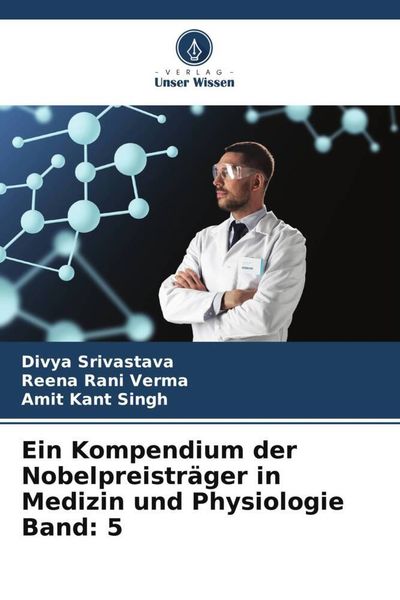 - VERLAG -
Unser Wissen
Divya Srivastava
Reena Rani Verma
Amit Kant Singh
Ein Kompendium der
Nobelpreisträger in
Medizin und Physiologie
Band: 5